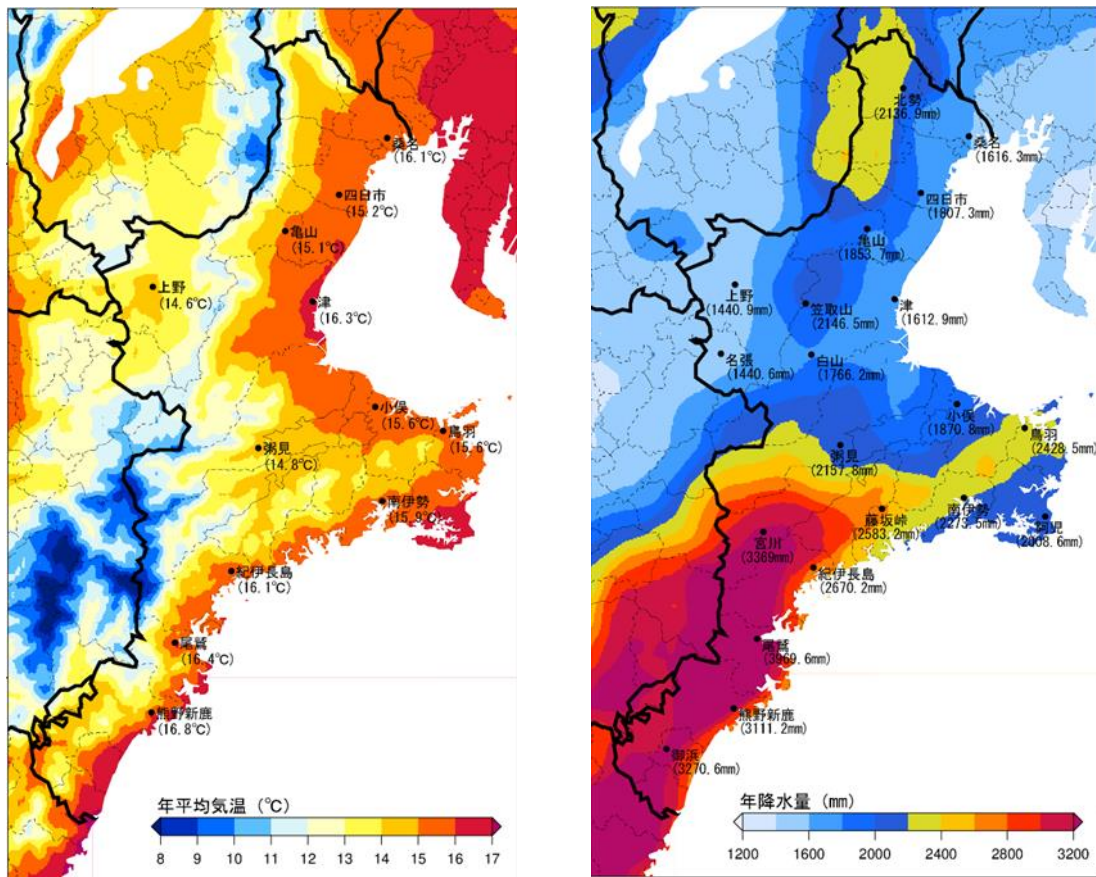 桑名
(16.1℃)
四日市
(15.2℃)
亀山
(15.1℃)
上野
(14.6℃)
津
(16.3℃)
小俣
(15.6℃)
鳥羽
(15.6℃)
粥見
(14.8℃)
南伊勢
(15.9℃)
紀伊長島
(16.1℃)
尾鷲
(16.4℃)
熊野新鹿
(16.8℃)
年平均気温 (℃)
8 9 10 11 12 13 14 15 16 17
北勢
(2136.9mm)
桑名
(1616.3mm)
四日市
(1807.3mm)
亀山
(1853.7mm)
上野
(1440.9mm)
笠取山
(2146.5mm)
津
(1612.9mm)
名張
(1440.6mm)
白山
(1766.2mm)
小俣
(1870.8mm)
鳥羽
(2428.5mm)
粥見
(2157.8mm)
南伊勢
(2273.5mm)
藤坂峠
(2583.2mm)
阿児
(2008.6mm)
宮川
(3369mm)
紀伊長島
(2670.2mm)
尾鷲
(3969.6mm)
熊野新鹿
(3111.2mm)
御浜
(3270.6mm)
年降水量 (mm)
1200 1600 2000 2400 2800 3200